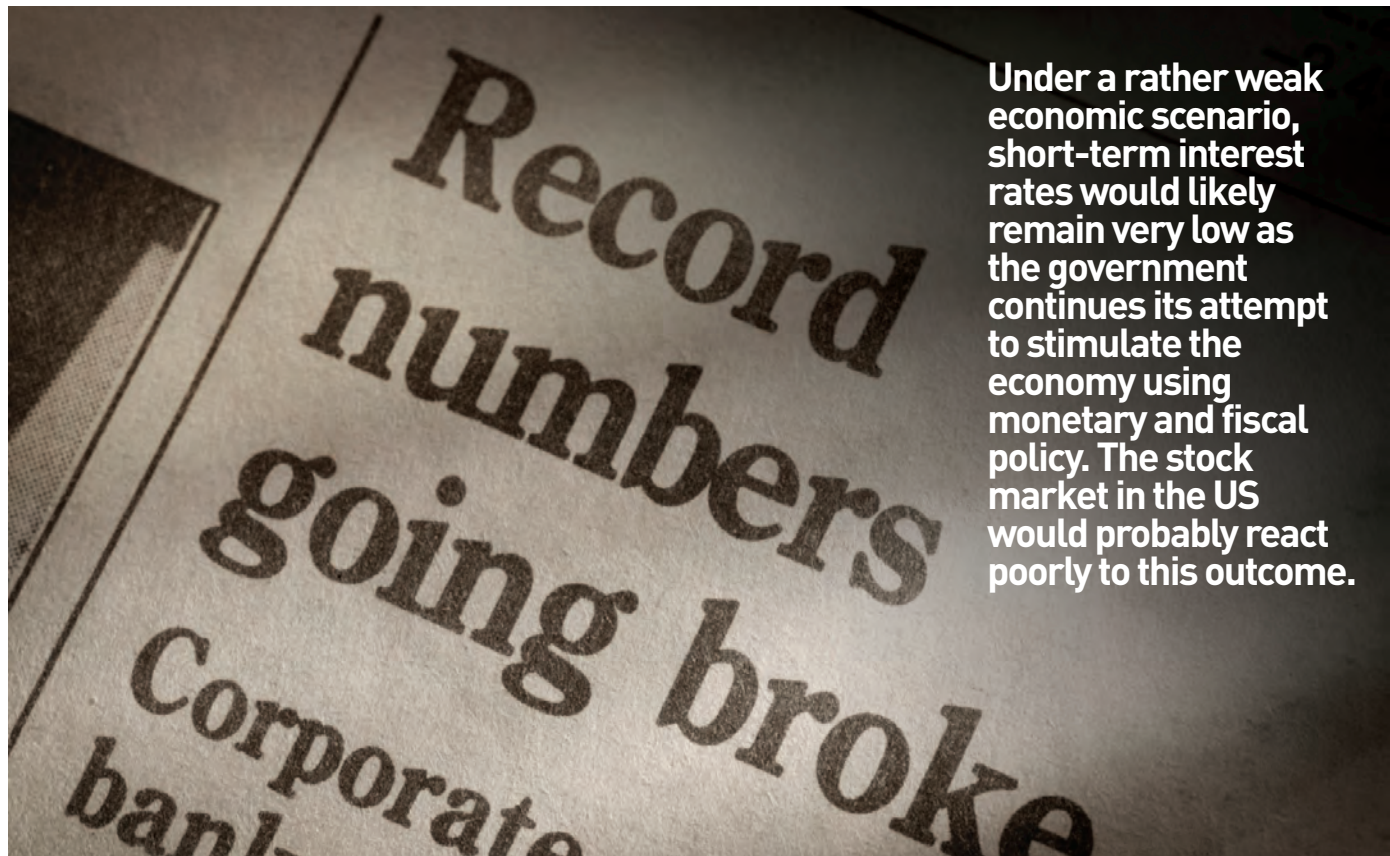 Record
numbers
going broke
Corporate
Under a rather weak
economic scenario,
short-term interest
rates would likely
remain very low as
the government
continues its attempt
to stimulate the
economy using
monetary and fiscal
policy. The stock
market in the US
would probably react
poorly to this outcome.